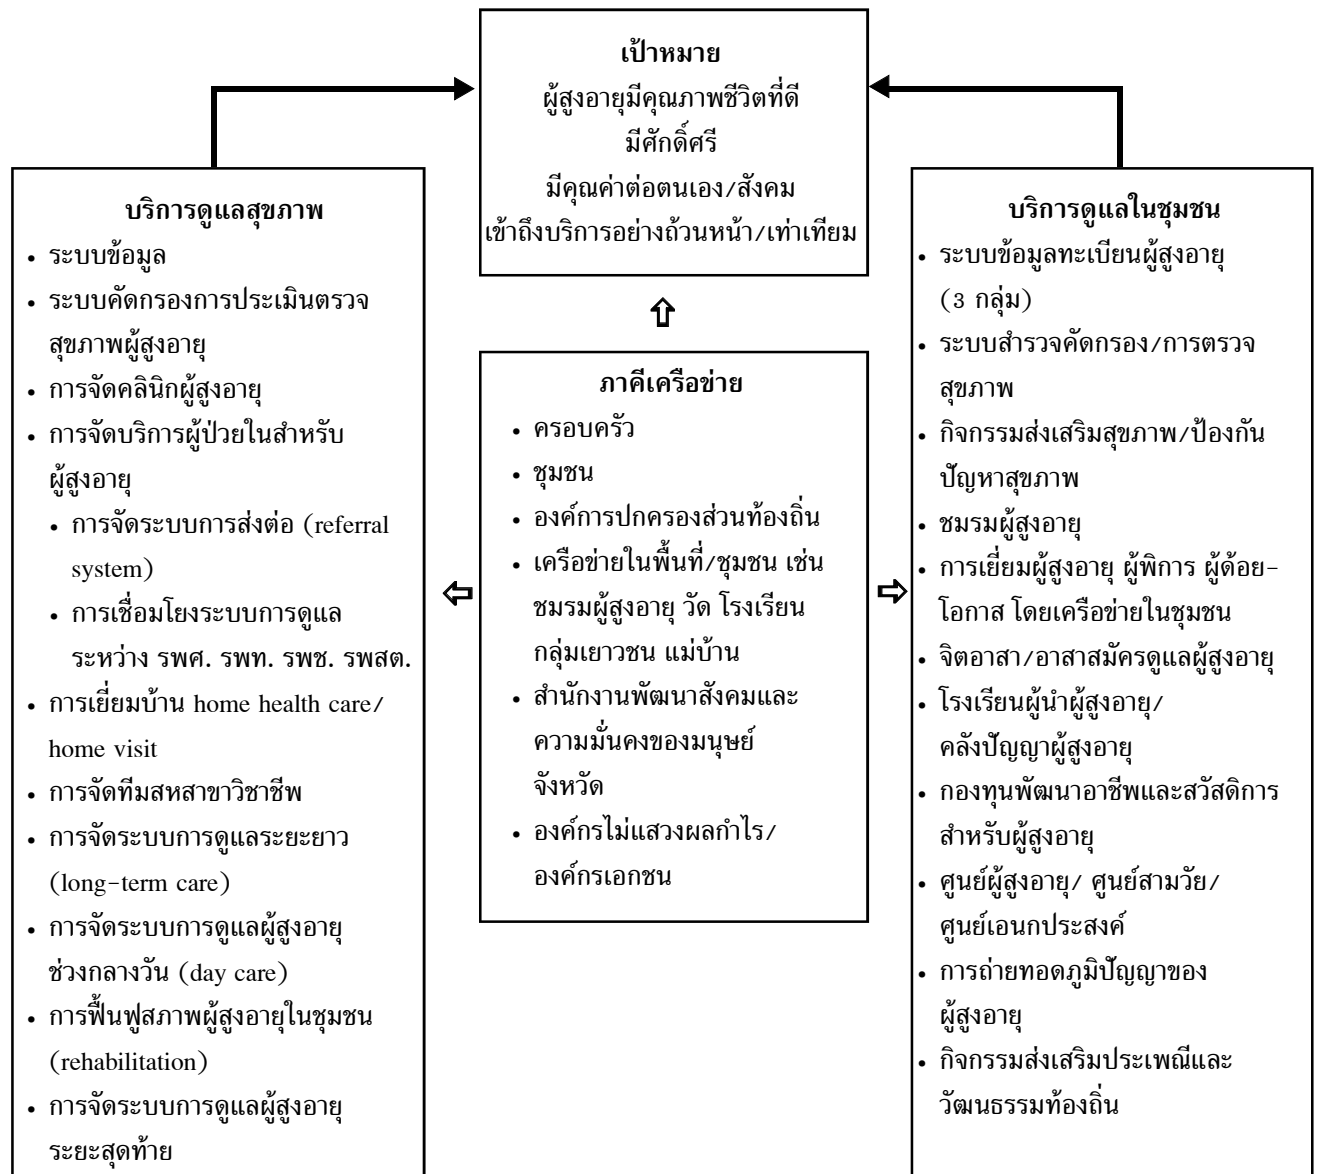 เป้าหมาย
ผู้สูงอายุมีคุณภาพชีวิตที่ดี
มีศักดิ์ศรี
มีคุณค่าต่อตนเอง/สังคม
เข้าถึงบริการอย่างถ้วนหน้า/เท่าเทียม
บริการดูแลสุขภาพ
• ระบบข้อมูล
• ระบบคัดกรองการประเมินตรวจ
สุขภาพผู้สูงอายุ
• การจัดคลินิกผู้สูงอายุ
• การจัดบริการผู้ป่วยในสำหรับ
ผู้สูงอายุ
• การจัดระบบการส่งต่อ (referral
system)
• การเชื่อมโยงระบบการดูแล
ระหว่าง รพศ. รพท. รพช. รพสต.
• การเยี่ยมบ้าน home health care/
home visit
• การจัดทีมสหสาขาวิชาชีพ
• การจัดระบบการดูแลระยะยาว
(long-term care)
• การจัดระบบการดูแลผู้สูงอายุ
ช่วงกลางวัน (day care)
• การฟื้นฟูสภาพผู้สูงอายุในชุมชน
(rehabilitation)
• การจัดระบบการดูแลผู้สูงอายุ
ระยะสุดท้าย
ภาคีเครือข่าย
• ครอบครัว
• ชุมชน
• องค์การปกครองส่วนท้องถิ่น
• เครือข่ายในพื้นที่/ชุมชน เช่น
ชมรมผู้สูงอายุ วัด โรงเรียน
กลุ่มเยาวชน แม่บ้าน
• สำนักงานพัฒนาสังคมและ
ความมั่นคงของมนุษย์
จังหวัด
• องค์กรไม่แสวงผลกำไร/
องค์กรเอกชน
บริการดูแลในชุมชน
• ระบบข้อมูลทะเบียนผู้สูงอายุ
(3 กลุ่ม)
• ระบบสำรวจคัดกรอง/การตรวจ
สุขภาพ
• กิจกรรมส่งเสริมสุขภาพ/ป้องกัน
ปัญหาสุขภาพ
• ชมรมผู้สูงอายุ
• การเยี่ยมผู้สูงอายุ ผู้พิการ ผู้ด้อย-
โอกาส โดยเครือข่ายในชุมชน
• จิตอาสา/อาสาสมัครดูแลผู้สูงอายุ
• โรงเรียนผู้นำผู้สูงอายุ/
คลังปัญญาผู้สูงอายุ
• กองทุนพัฒนาอาชีพและสวัสดิการ
สำหรับผู้สูงอายุ
• ศูนย์ผู้สูงอายุ/ ศูนย์สามวัย/
ศูนย์เอนกประสงค์
• การถ่ายทอดภูมิปัญญาของ
ผู้สูงอายุ
• กิจกรรมส่งเสริมประเพณีและ
วัฒนธรรมท้องถิ่น